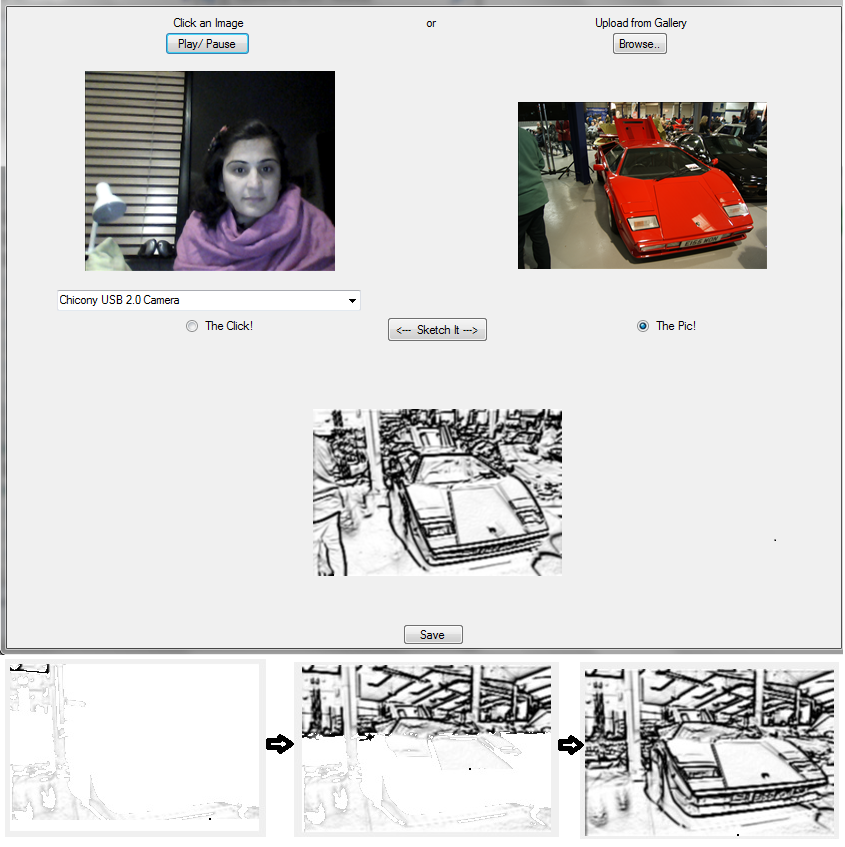 Click an Image or Upload from Gallery
Play/ Pause Browse..
Chicony USB 2.0 Camera
The Click! <--- Sketch It ---> The Pic!
Save